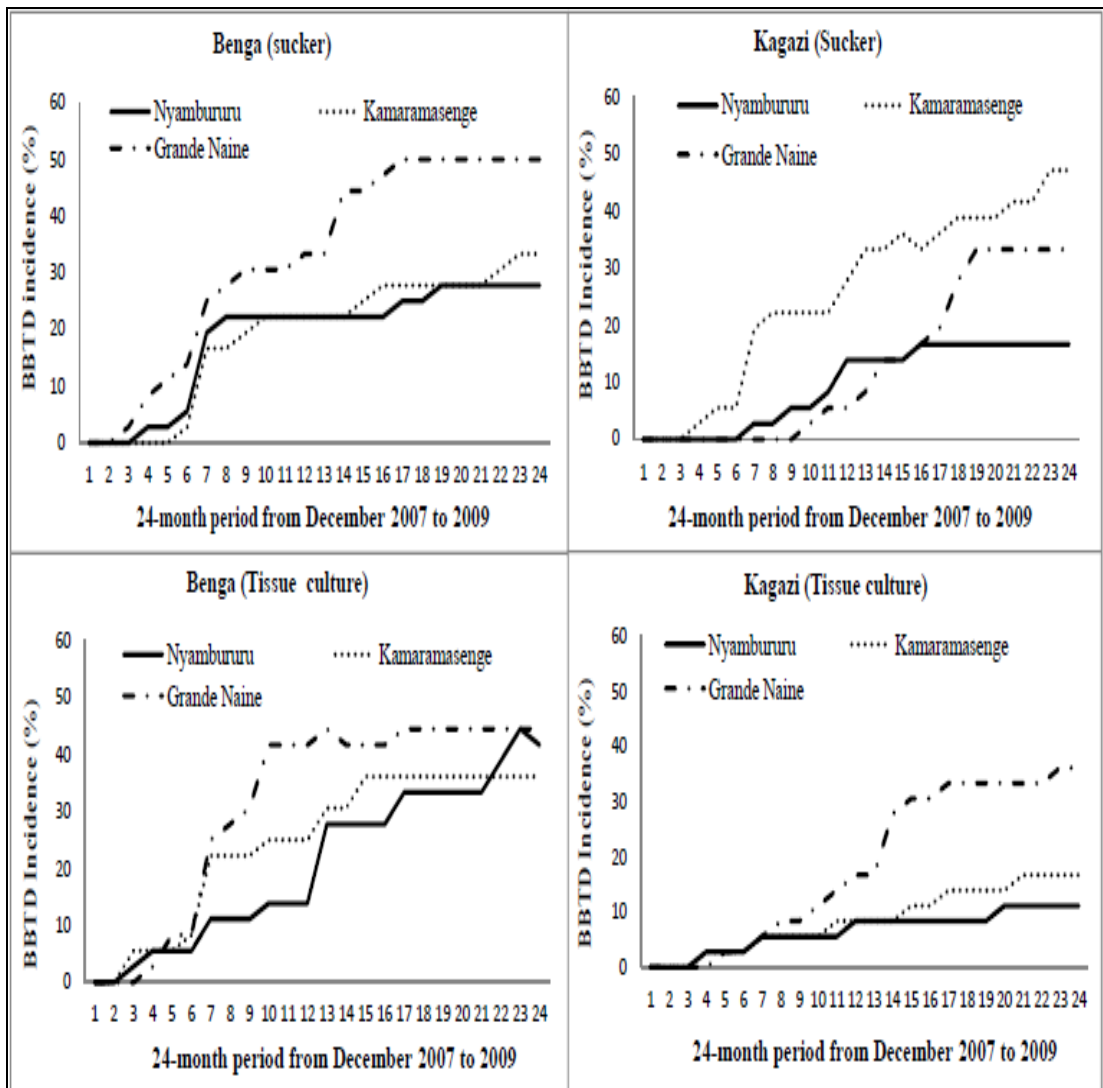 Benga (sucker)
Nyambururu
Kamaramasenge
Grande Naine
BBTD incidence (%)
60
50
40
30
20
10
0
1 2 3 4 5 6 7 8 9 10 11 12 13 14 15 16 17 18 19 20 21 22 23 24
24-month period from December 2007 to 2009
Kagazi (Sucker)
Nyambururu
Kamaramasenge
Grande Naine
BBTD Incidence (%)
60
50
40
30
20
10
0
1 2 3 4 5 6 7 8 9 10 11 12 13 14 15 16 17 18 19 20 21 22 23 24
24-month period from December 2007 to 2009
Benga (Tissue culture)
Nyambururu
Kamaramasenge
Grande Naine
BBTD Incidence (%)
60
50
40
30
20
10
0
1 2 3 4 5 6 7 8 9 10 11 12 13 14 15 16 17 18 19 20 21 22 23 24
24-month period from December 2007 to 2009
Kagazi (Tissue culture)
Nyambururu
Kamaramasenge
Grande Naine
BBTD Incidence (%)
60
50
40
30
20
10
0
1 2 3 4 5 6 7 8 9 10 11 12 13 14 15 16 17 18 19 20 21 22 23 24
24-month period from December 2007 to 2009